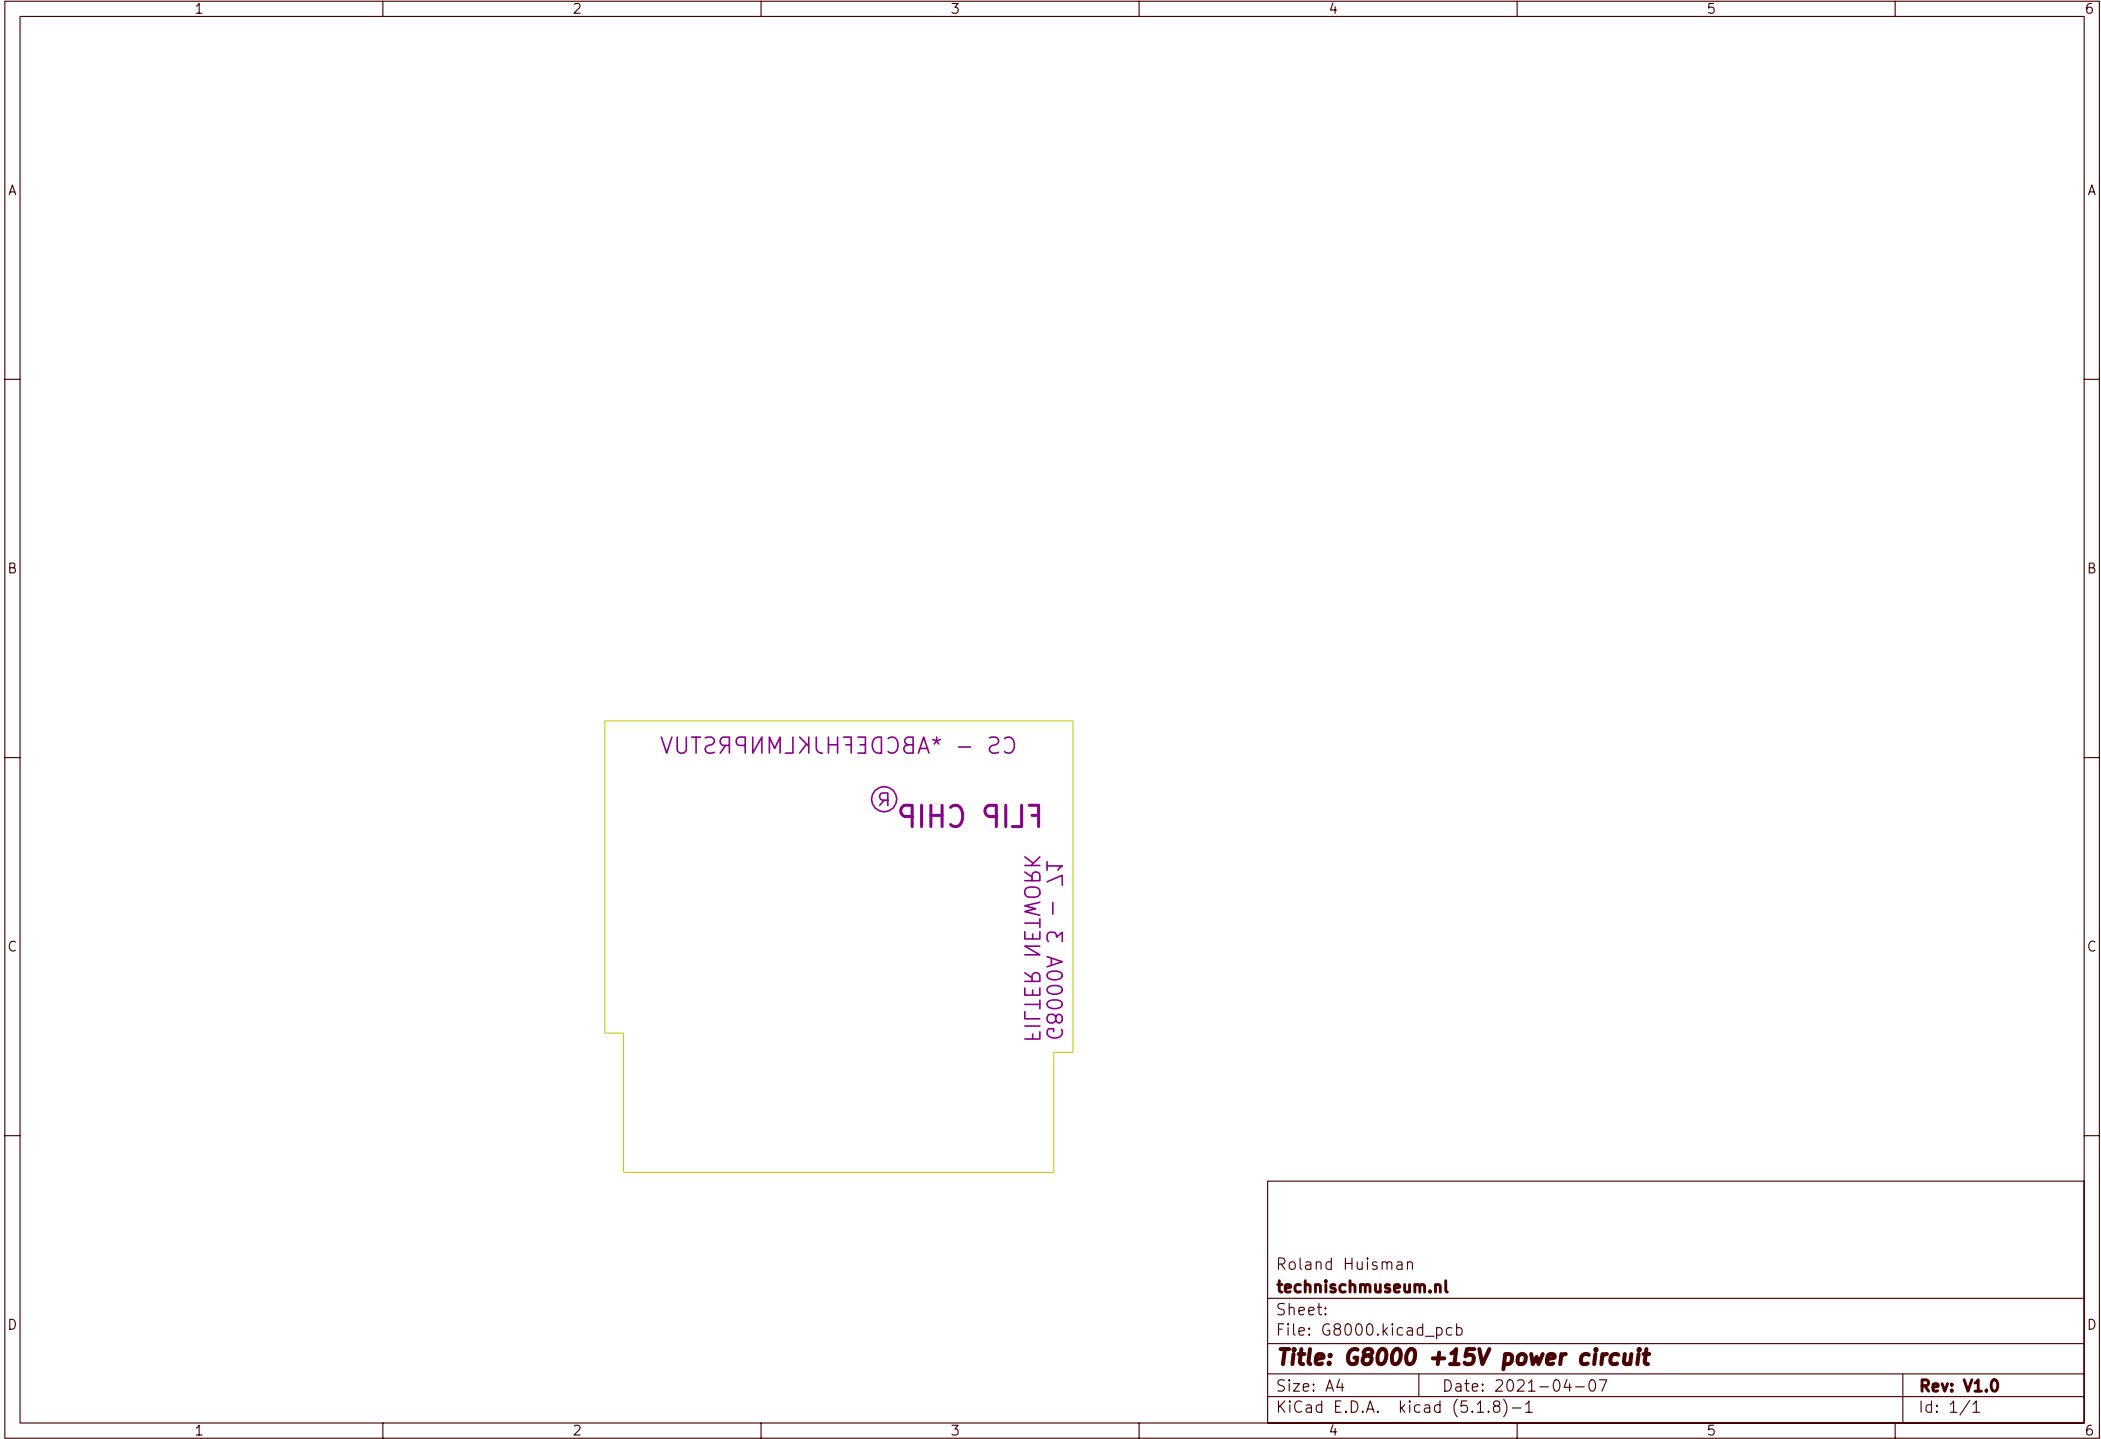 1 2 3 4 5 6
A A
B B
CS - *ABCDEFHJKLMNPRSTUV
FLIP CHIP®
FILTER NETWORK
G8000A 3 - 71
C C
Roland Huisman
technischmuseum.nl
Sheet:
File: G8000.kicad_pcb
D D
Title: G8000 +15V power circuit
Size: A4 Date: 2021-04-07 Rev: V1.0
KiCad E.D.A. kicad (5.1.8)-1 Id: 1/1
1 2 3 4 5 6